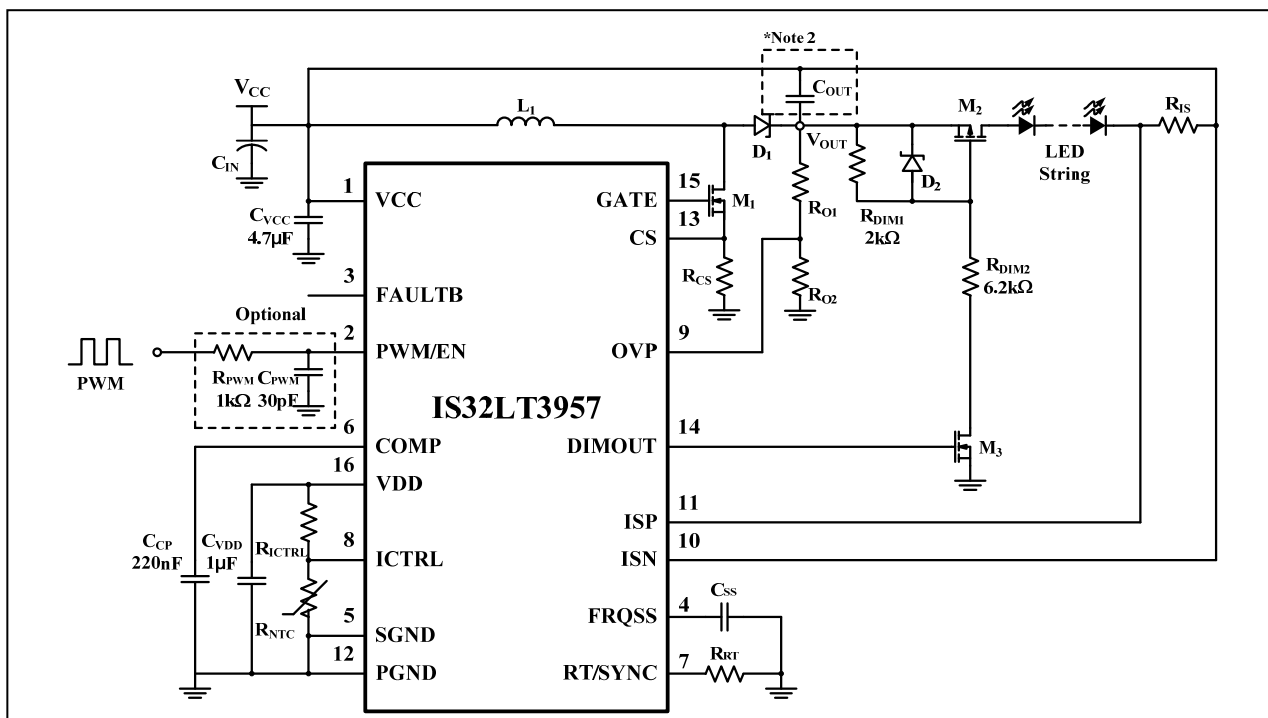 *Note 2
VCC
CIN
L1
COUT
D1
VOUT
M2
LED
String
RIS
D2
RDIM1
2kΩ
RDIM2
6.2kΩ
M1
RO1
RO2
RCS
M3
CVCC
4.7µF
1
VCC
3
FAULTB
Optional
2
PWM/EN
PWM
RPWM CPWM
1kΩ 30pF
IS32LT3957
6
COMP
16
VDD
8
ICTRL
5
SGND
12
PGND
CCP
220nF
CVDD
1µF
RICTRL
RNTC
15
GATE
13
CS
9
OVP
14
DIMOUT
11
ISP
10
ISN
4
FRQSS
7
RT/SYNC
CSS
RRT